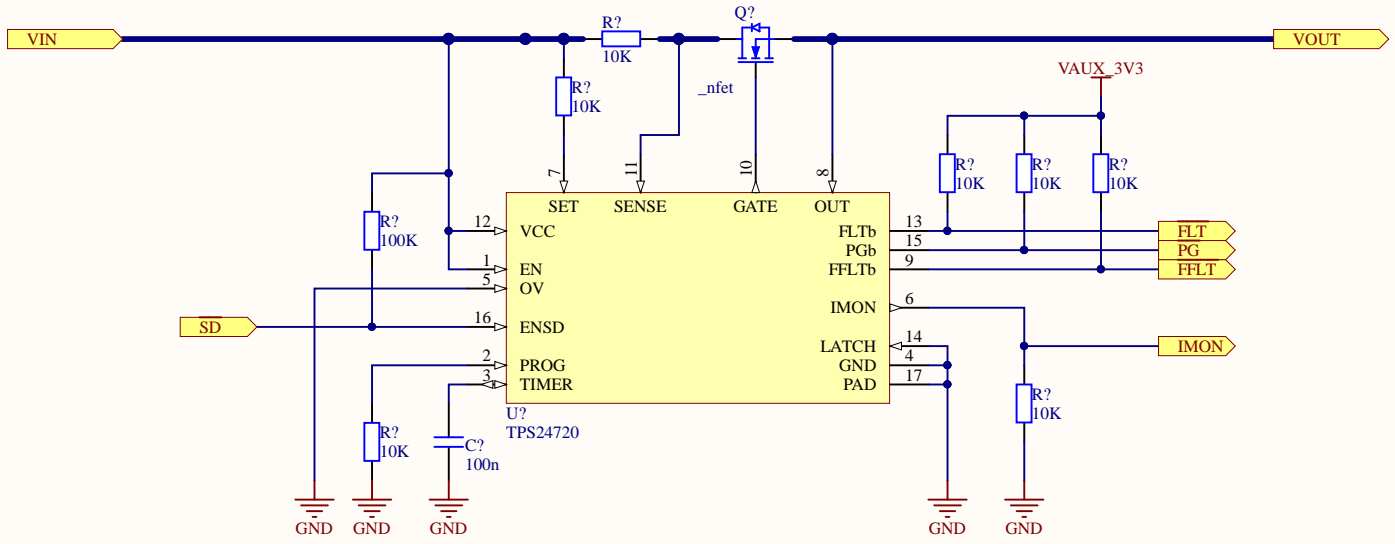 VIN
R?
10K
Q?
_nfet
VOUT
R?
10K
VAUX_3V3
R?
10K
R?
10K
R?
10K
7
11
10
8
SET
SENSE
GATE
OUT
R?
100K
12
VCC
1
EN
5
OV
SD
16
ENSD
2
PROG
3
TIMER
FLTb
13
FLT
PGb
15
PG
FFLTb
9
FFLT
IMON
6
LATCH
14
IMON
GND
4
PAD
17
U?
TPS24720
R?
10K
C?
100n
R?
10K
GND
GND
GND
GND
GND